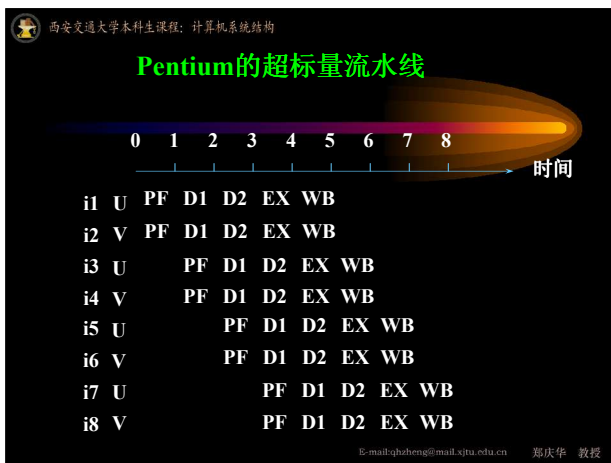 西安交通大学本科生课程：计算机系统结构
Pentium的超标量流水线
0 1 2 3 4 5 6 7 8
时间
i1 U PF D1 D2 EX WB
i2 V PF D1 D2 EX WB
i3 U PF D1 D2 EX WB
i4 V PF D1 D2 EX WB
i5 U PF D1 D2 EX WB
i6 V PF D1 D2 EX WB
i7 U PF D1 D2 EX WB
i8 V PF D1 D2 EX WB
E-mail:qhzheng@mail.xjtu.edu.cn 郑庆华 教授